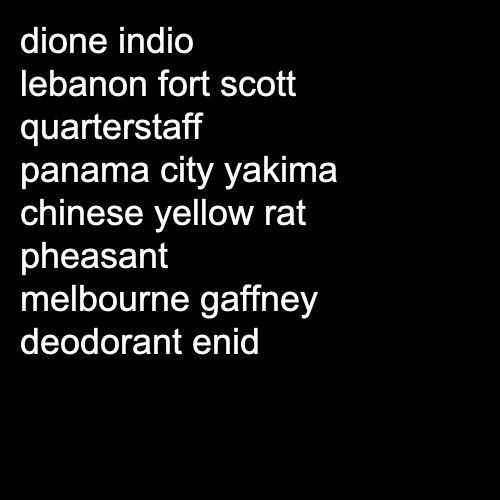 dione indio
lebanon fort scott
quarterstaff
panama city yakima
chinese yellow rat
pheasant
melbourne gaffney
deodorant enid